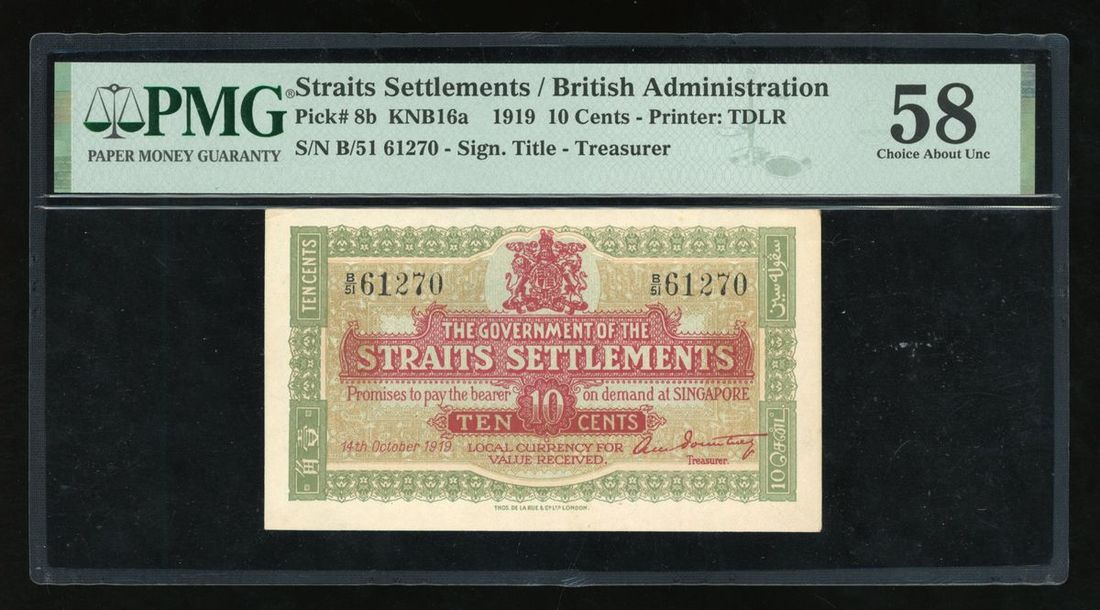 PMG®
PAPER MONEY GUARANTY
Straits Settlements / British Administration
Pick# 8b KNB16a 1919 10 Cents - Printer: TDLR
S/N B/51 61270 - Sign. Title - Treasurer
58
Choice About Unc
TEN CENTS
B/51 61270
B/51 61270
THE GOVERNMENT OF THE
STRAITS SETTLEMENTS
Promises to pay the bearer on demand at SINGAPORE
10
TEN CENTS
14th October 1919.
LOCAL CURRENCY FOR
VALUE RECEIVED.
Treasurer.
壹角
THOS. DE LA RUE & CO. LTD. LONDON.